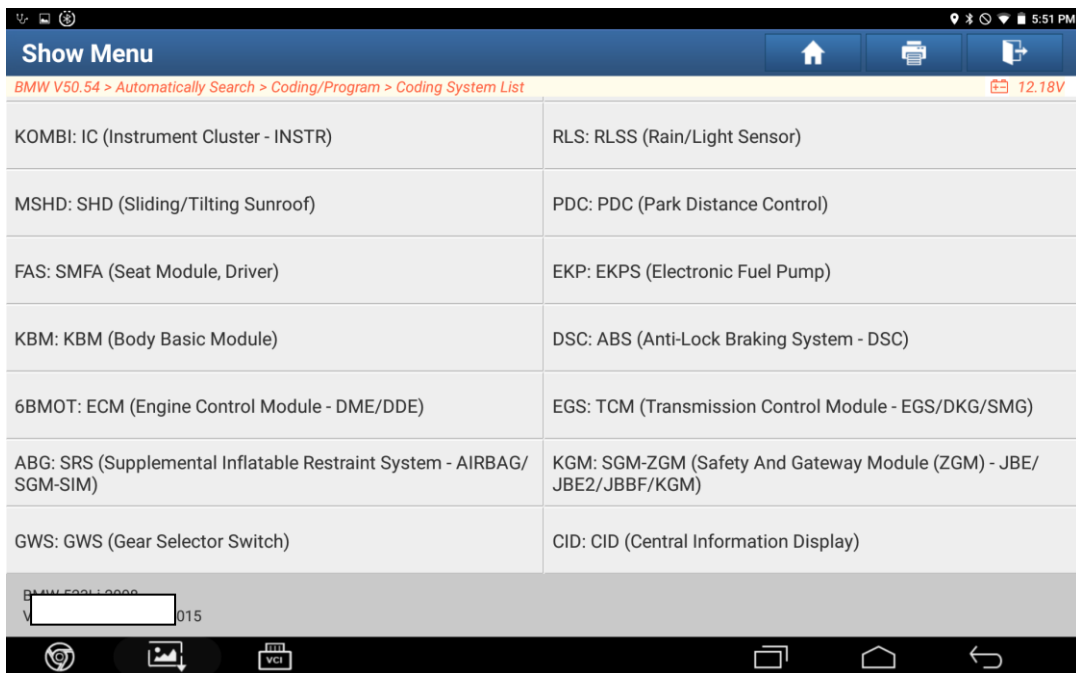 5:51 PM
Show Menu
BMW V50.54 > Automatically Search > Coding/Program > Coding System List
12.18V
KOMBI: IC (Instrument Cluster - INSTR)
RLS: RLSS (Rain/Light Sensor)
MSHD: SHD (Sliding/Tilting Sunroof)
PDC: PDC (Park Distance Control)
FAS: SMFA (Seat Module, Driver)
EKP: EKPS (Electronic Fuel Pump)
KBM: KBM (Body Basic Module)
DSC: ABS (Anti-Lock Braking System - DSC)
6BMOT: ECM (Engine Control Module - DME/DDE)
EGS: TCM (Transmission Control Module - EGS/DKG/SMG)
ABG: SRS (Supplemental Inflatable Restraint System - AIRBAG/
SGM-SIM)
KGM: SGM-ZGM (Safety And Gateway Module (ZGM) - JBE/
JBE2/JBBF/KGM)
GWS: GWS (Gear Selector Switch)
CID: CID (Central Information Display)
BMW
V 015
VCI